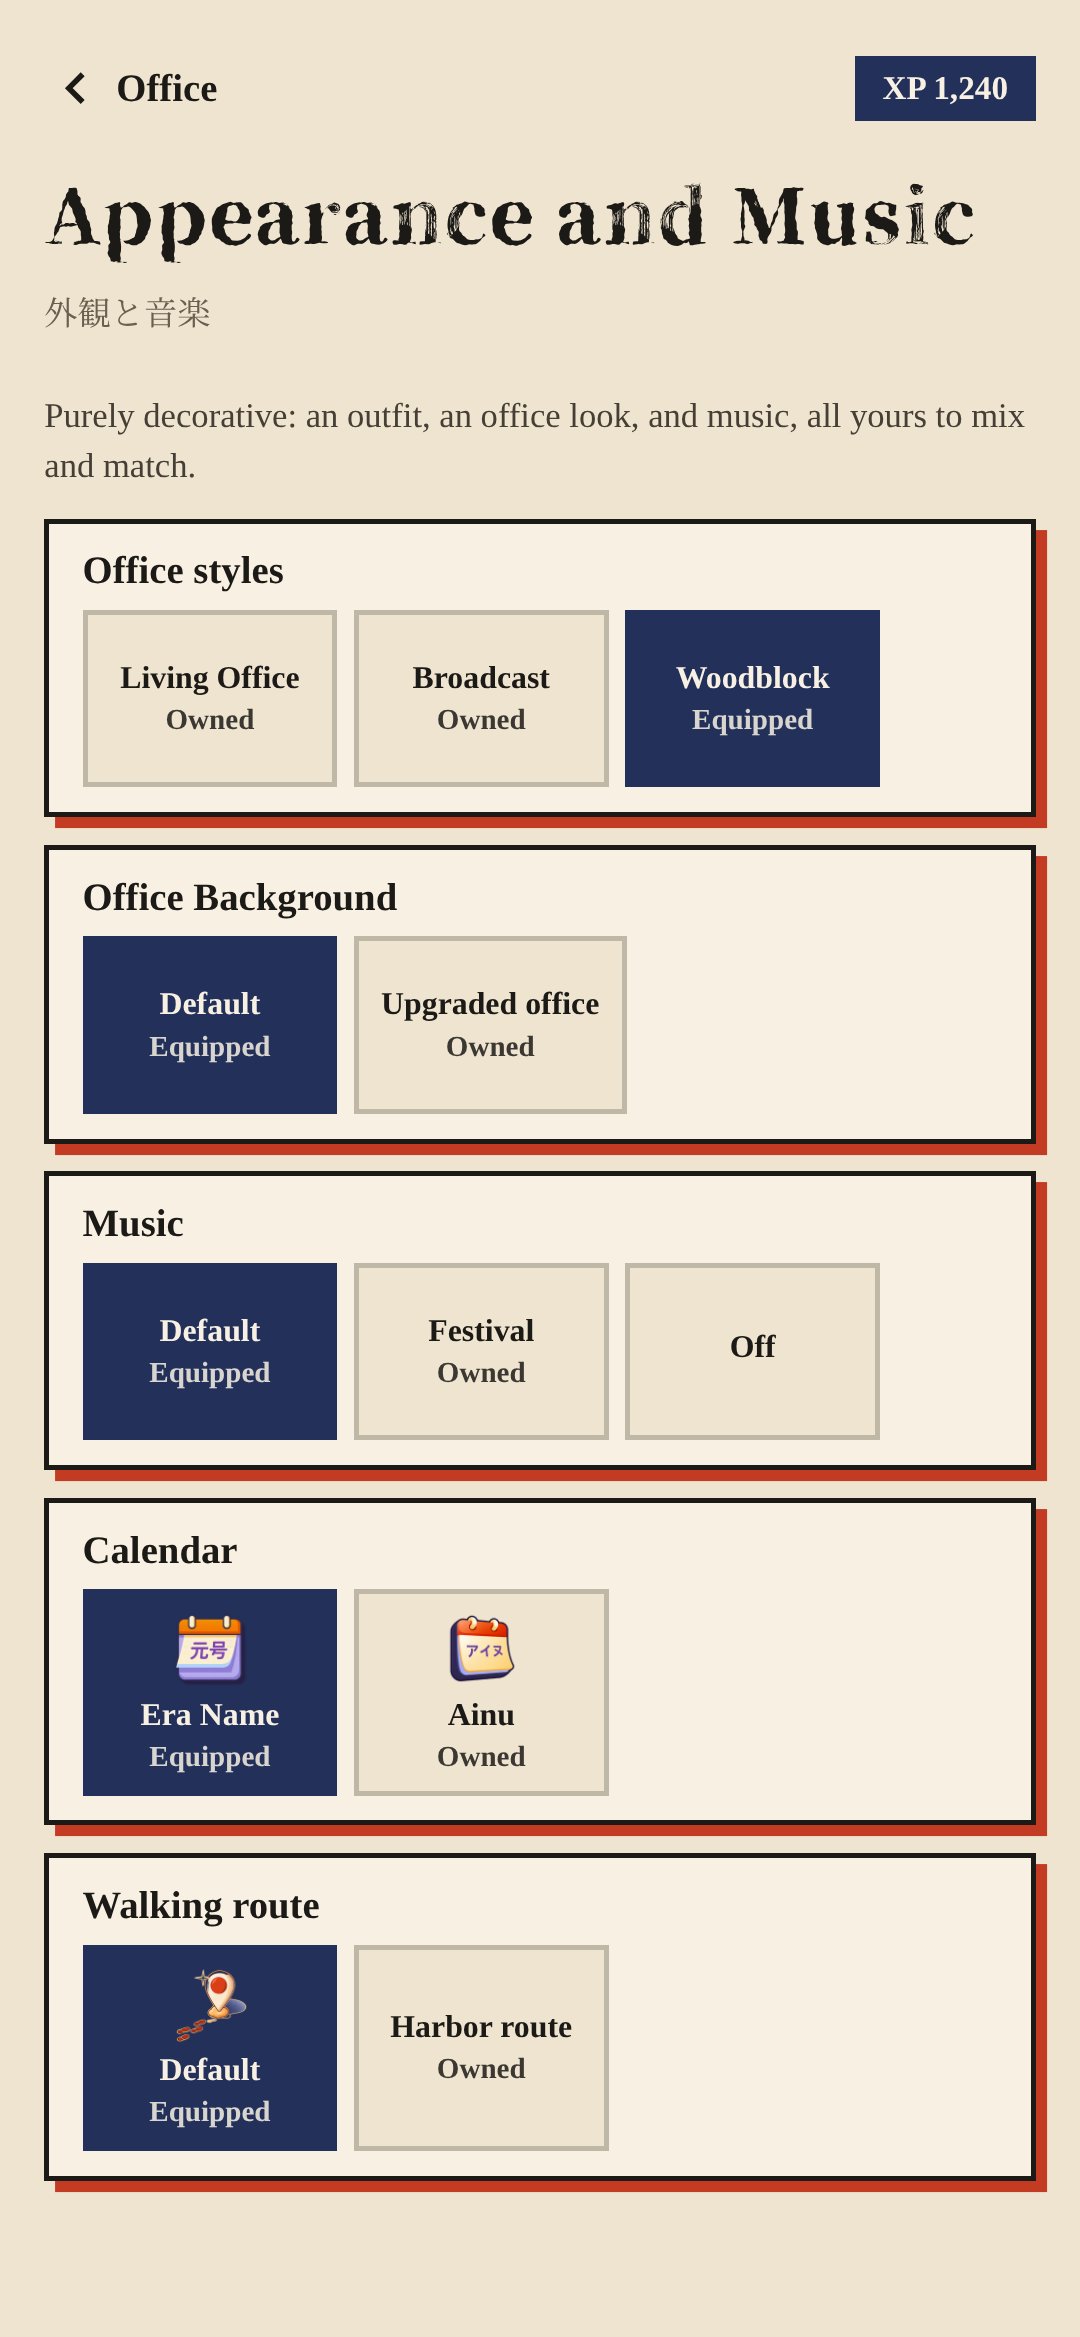 Office
XP 1,240
Appearance and Music
外観と音楽
Purely decorative: an outfit, an office look, and music, all yours to mix
and match.
Office styles
Living Office
Owned
Broadcast
Owned
Woodblock
Equipped
Office Background
Default
Equipped
Upgraded office
Owned
Music
Default
Equipped
Festival
Owned
Off
Calendar
元号
Era Name
Equipped
アイヌ
Ainu
Owned
Walking route
Default
Equipped
Harbor route
Owned